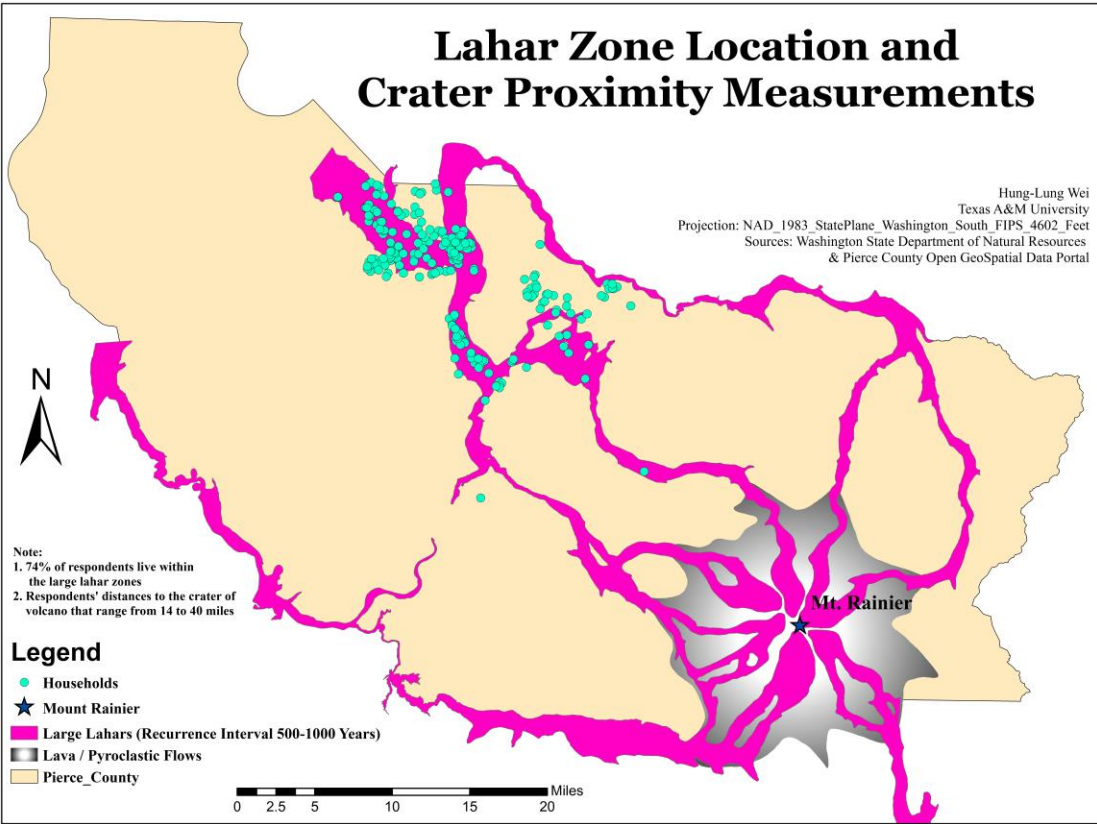 Lahar Zone Location and
Crater Proximity Measurements
Hung-Lung Wei
Texas A&M University
Projection: NAD_1983_StatePlane_Washington_South_FIPS_4602_Feet
Sources: Washington State Department of Natural Resources
& Pierce County Open GeoSpatial Data Portal
N
Note:
1. 74% of respondents live within
the large lahar zones
2. Respondents' distances to the crater of
volcano that range from 14 to 40 miles
Mt. Rainier
Legend
Households
Mount Rainier
Large Lahars (Recurrence Interval 500-1000 Years)
Lava / Pyroclastic Flows
Pierce_County
Miles
0 2.5 5 10 15 20